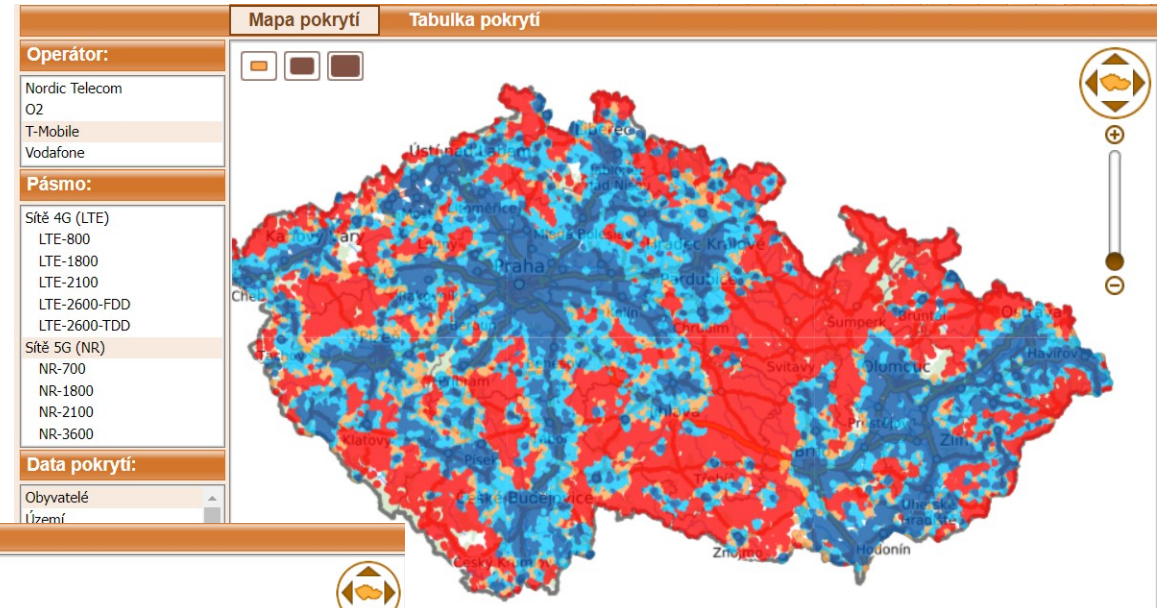 Mapa pokrytí
Tabulka pokrytí
Operátor:
Nordic Telecom
O2
T-Mobile
Vodafone
Pásmo:
Sítě 4G (LTE)
LTE-800
LTE-1800
LTE-2100
LTE-2600-FDD
LTE-2600-TDD
Sítě 5G (NR)
NR-700
NR-1800
NR-2100
NR-3600
Data pokrytí:
Obyvatelé
Území
Liberec
Ústí nad Labem
Karlovy Vary
Hradec Králové
Praha
Cheb
Pardubice
Kolín
Chrudim
Šumperk
Bruntál
Ostrava
Havířov
Svitavy
Olomouc
Příbram
Jihlava
Prostějov
Zlín
Klatovy
Tábor
Písek
Brno
Třebíč
České Budějovice
Uherské
Hradiště
Znojmo
Hodonín
Český Krumlov